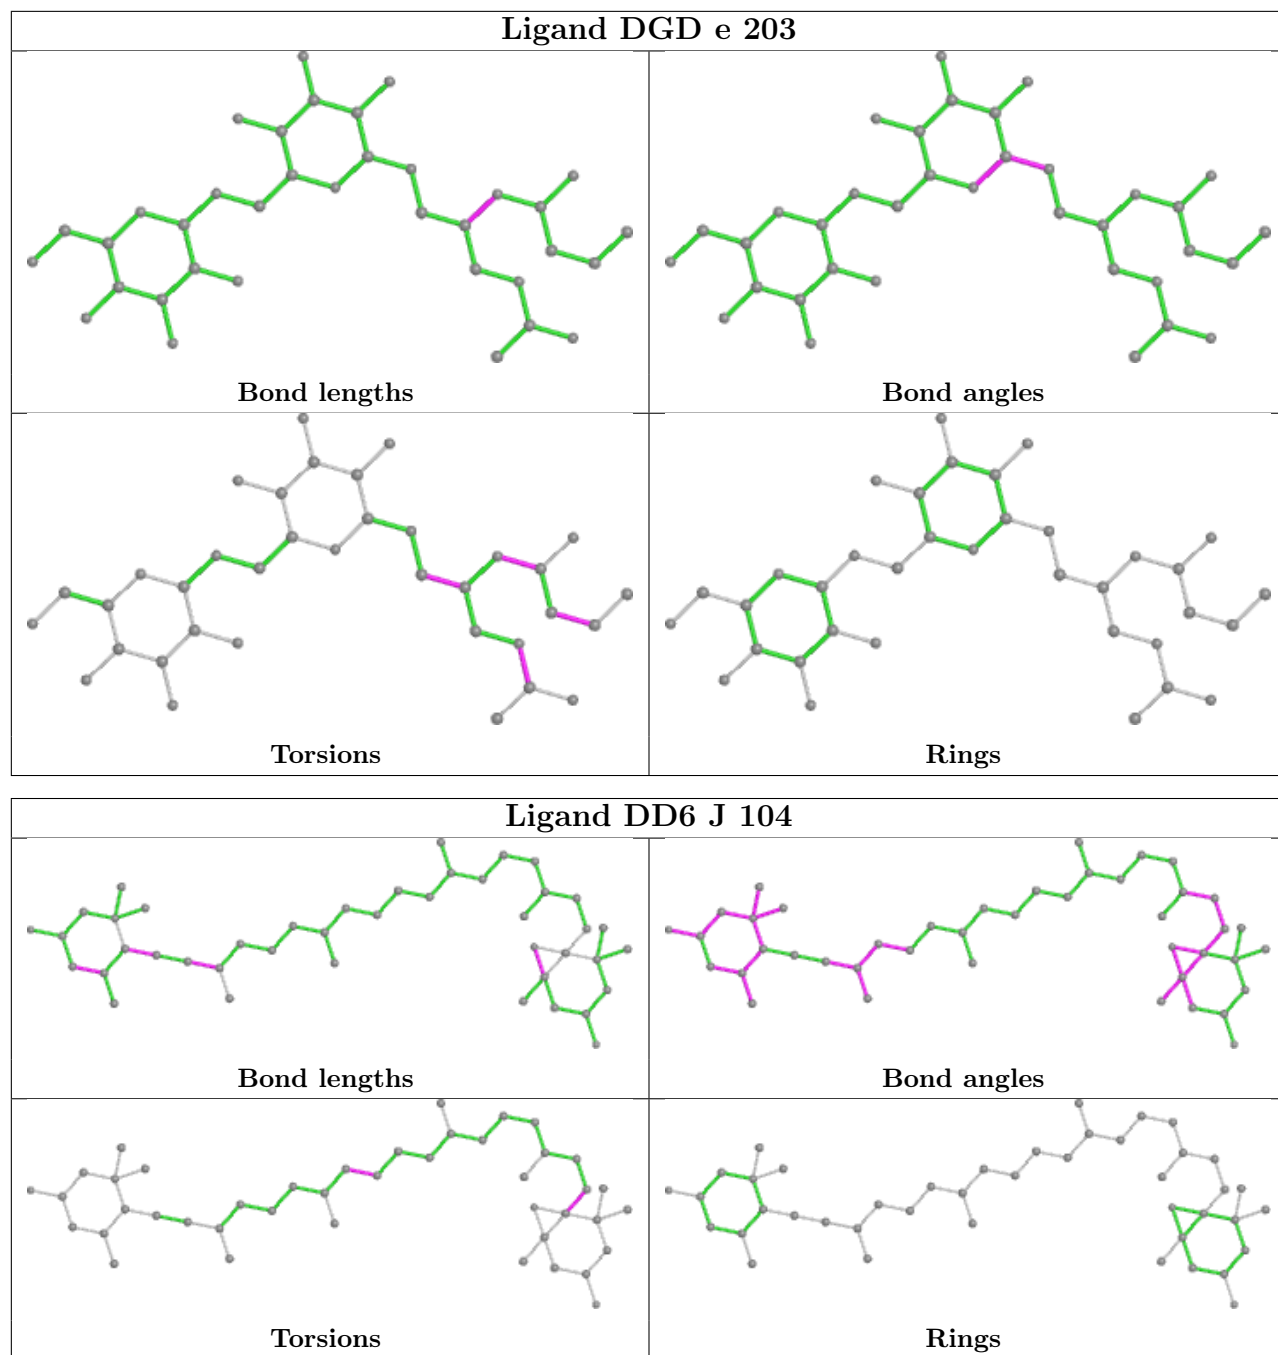 Ligand DGD e 203
Bond lengths
Bond angles
Torsions
Rings
Ligand DD6 J 104
Bond lengths
Bond angles
Torsions
Rings